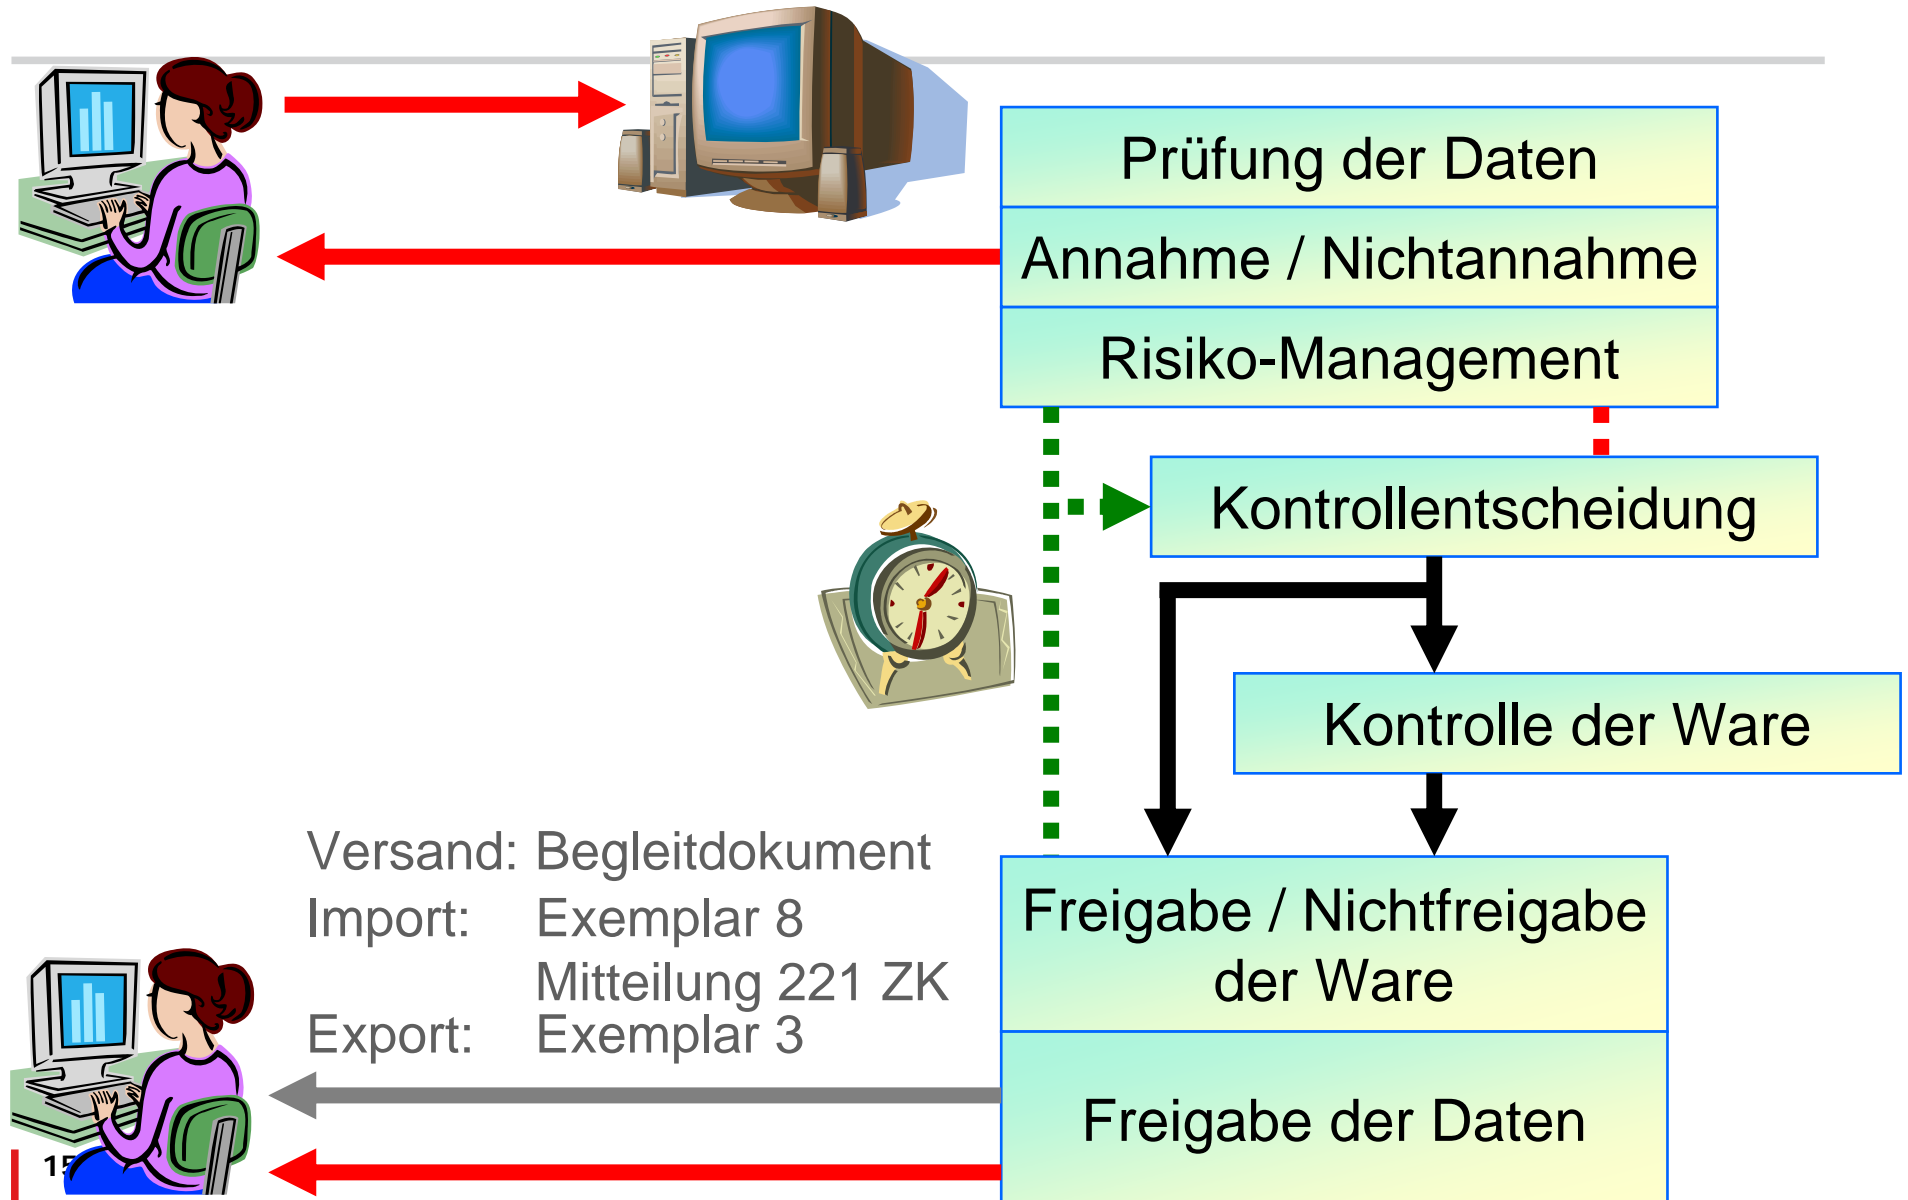 Prüfung der Daten
Annahme / Nichtannahme
Risiko-Management
Kontrollentscheidung
Kontrolle der Ware
Versand: Begleitdokument
Import: Exemplar 8
Mitteilung 221 ZK
Export: Exemplar 3
Freigabe / Nichtfreigabe
der Ware
Freigabe der Daten